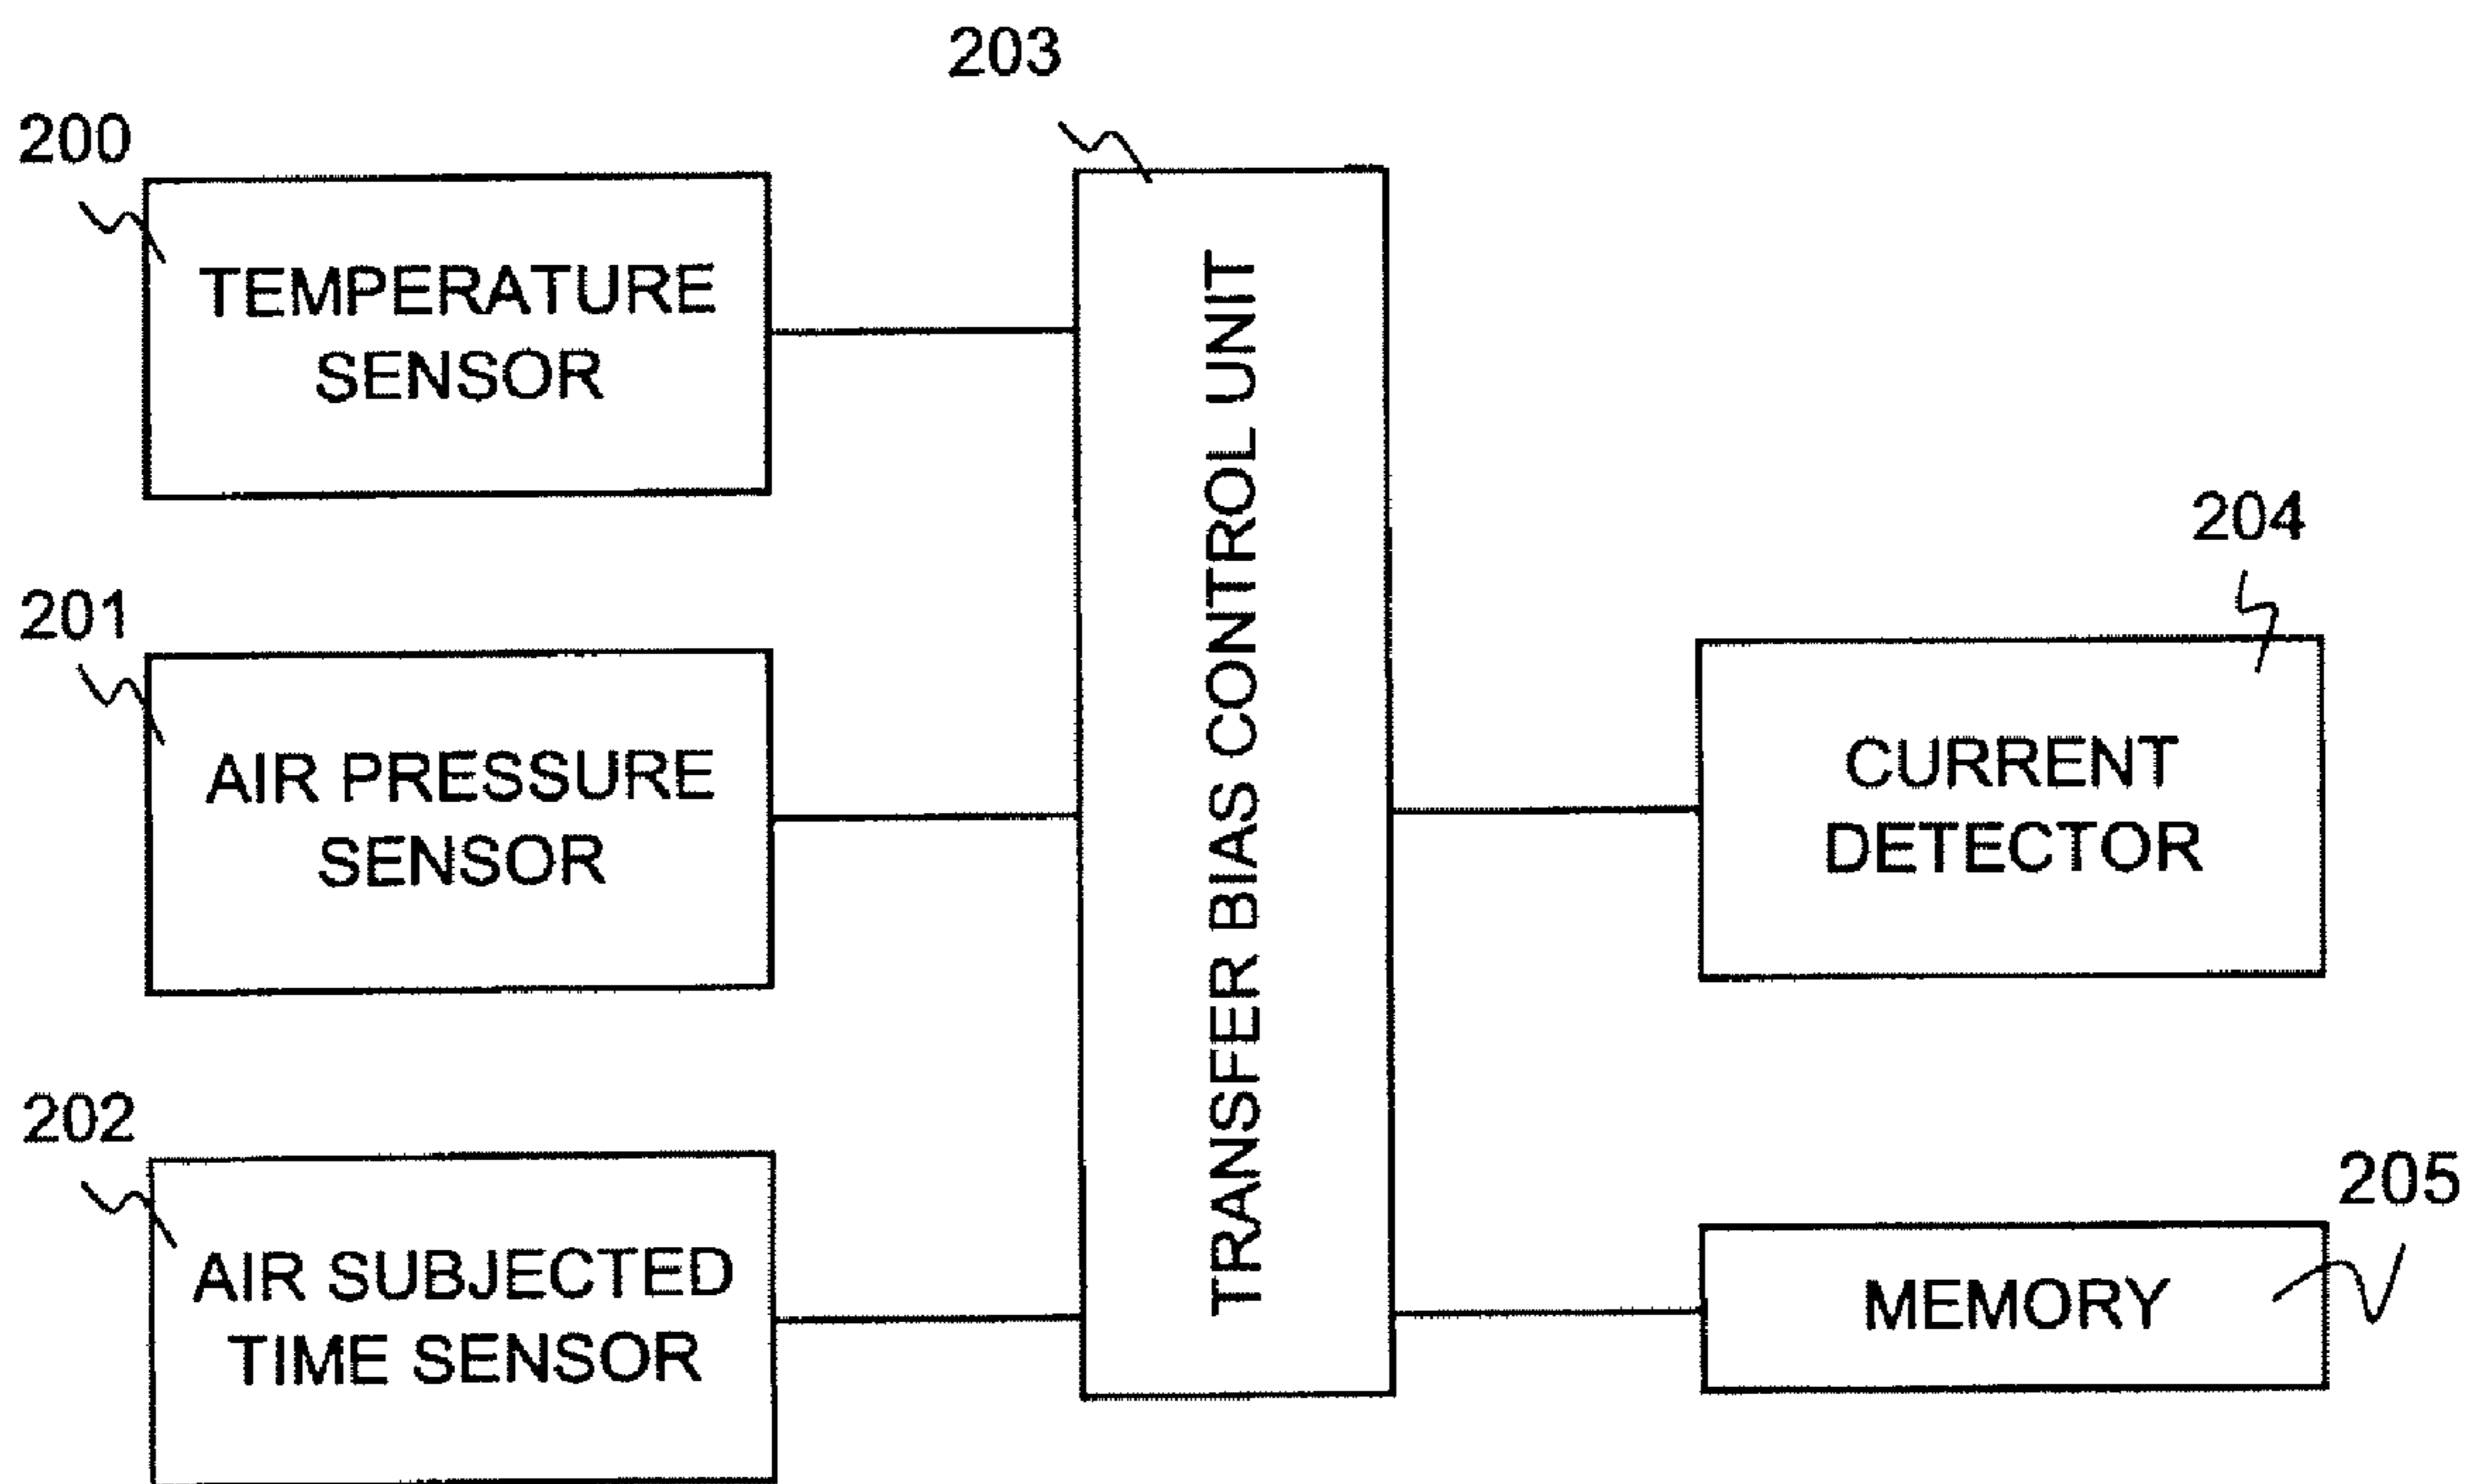 203
200
TEMPERATURE
SENSOR
TRANSFER BIAS CONTROL UNIT
204
201
AIR PRESSURE
SENSOR
CURRENT
DETECTOR
202
AIR SUBJECTED
TIME SENSOR
205
MEMORY